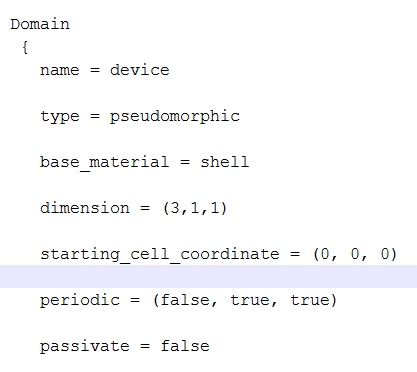 Domain
{
name = device
type = pseudomorphic
base_material = shell
dimension = (3,1,1)
starting_cell_coordinate = (0, 0, 0)
periodic = (false, true, true)
passivate = false